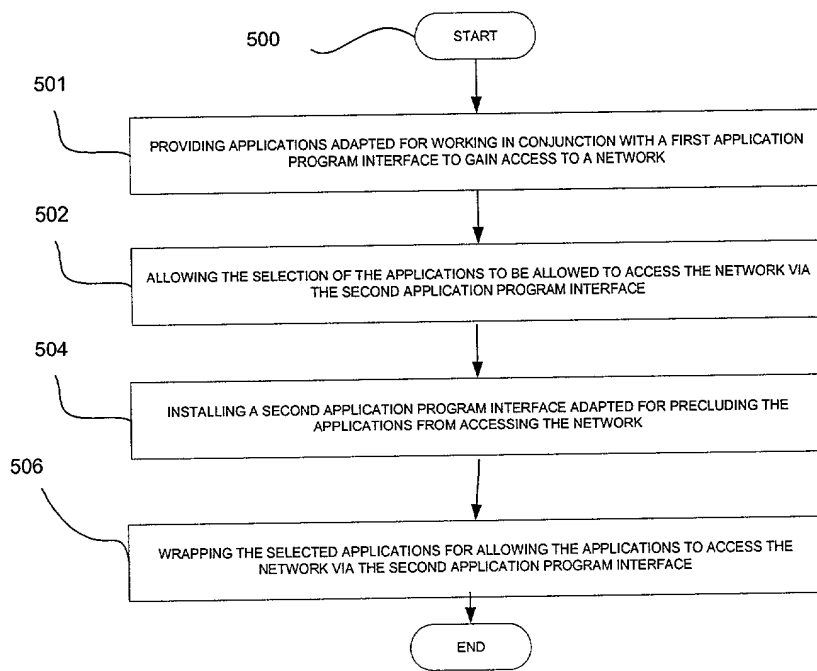 500
START
501
PROVIDING APPLICATIONS ADAPTED FOR WORKING IN CONJUNCTION WITH A FIRST APPLICATION
PROGRAM INTERFACE TO GAIN ACCESS TO A NETWORK
502
ALLOWING THE SELECTION OF THE APPLICATIONS TO BE ALLOWED TO ACCESS THE NETWORK VIA
THE SECOND APPLICATION PROGRAM INTERFACE
504
INSTALLING A SECOND APPLICATION PROGRAM INTERFACE ADAPTED FOR PRECLUDING THE
APPLICATIONS FROM ACCESSING THE NETWORK
506
WRAPPING THE SELECTED APPLICATIONS FOR ALLOWING THE APPLICATIONS TO ACCESS THE
NETWORK VIA THE SECOND APPLICATION PROGRAM INTERFACE
END